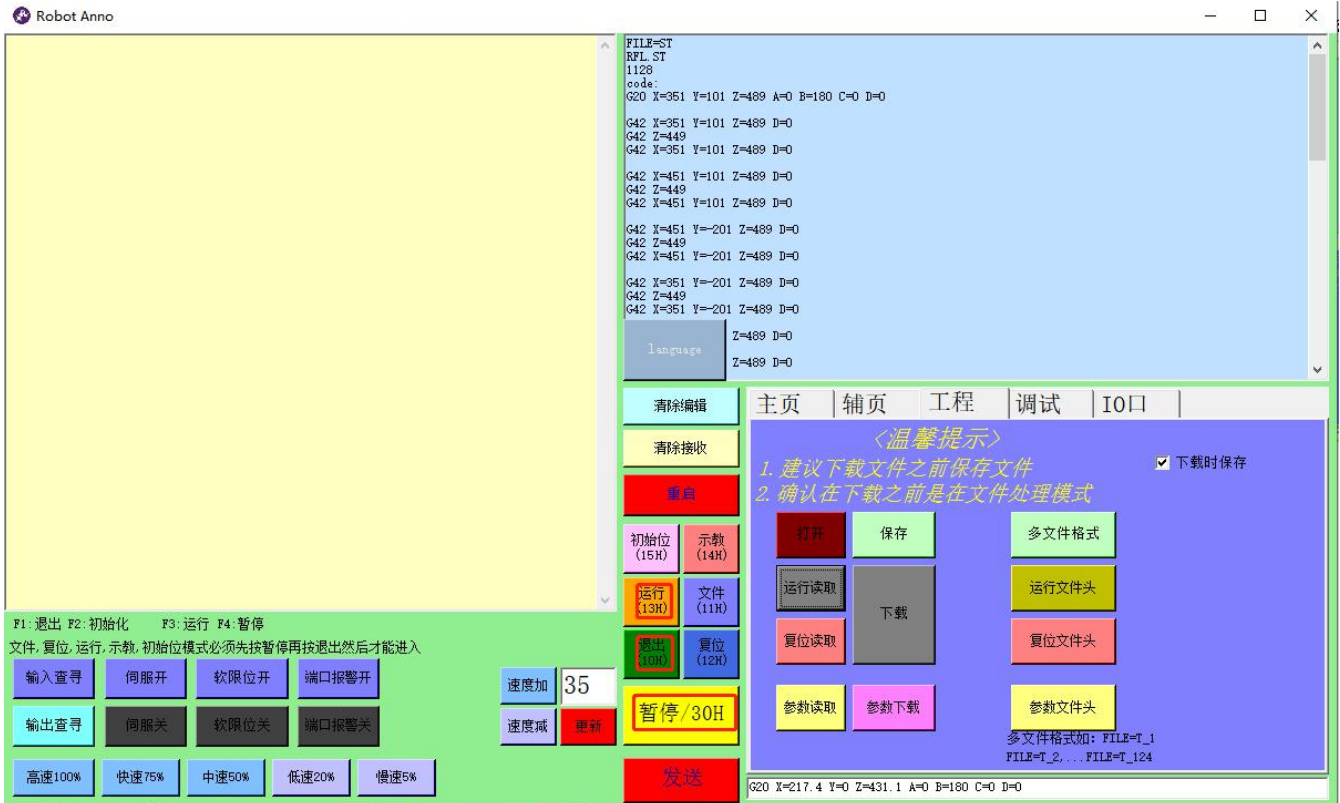 Robot Anno
FILE=ST
RFL.ST
1128
code:
G20 X=351 Y=101 Z=489 A=0 B=180 C=0 D=0
G42 X=351 Y=101 Z=489 D=0
G42 Z=449
G42 X=351 Y=101 Z=489 D=0
G42 X=451 Y=101 Z=489 D=0
G42 Z=449
G42 X=451 Y=101 Z=489 D=0
G42 X=451 Y=-201 Z=489 D=0
G42 Z=449
G42 X=451 Y=-201 Z=489 D=0
G42 X=351 Y=-201 Z=489 D=0
G42 Z=449
G42 X=351 Y=-201 Z=489 D=0
Z=489 D=0
language
Z=489 D=0
清除编辑
清除接收
重启
初始位
(15H)
示教
(14H)
运行
(13H)
文件
(11H)
退出
(10H)
复位
(12H)
暂停/30H
发送
主页 辅页 工程 调试 IO口
<温馨提示>
1.建议下载文件之前保存文件
2.确认在下载之前是在文件处理模式
下载时保存
打开 保存 多文件格式
运行读取 下载 运行文件头
复位读取 复位文件头
参数读取 参数下载 参数文件头
多文件格式如: FILE=T_1
FILE=T_2,...FILE=T_124
G20 X=217.4 Y=0 Z=431.1 A=0 B=180 C=0 D=0
F1:退出 F2:初始化 F3:运行 F4:暂停
文件,复位,运行,示教,初始位模式必须先按暂停再按退出然后才能进入
输入查寻 伺服开 软限位开 端口报警开
速度加 35
输出查寻 伺服关 软限位关 端口报警关
速度减 更新
高速100% 快速75% 中速50% 低速20% 慢速5%